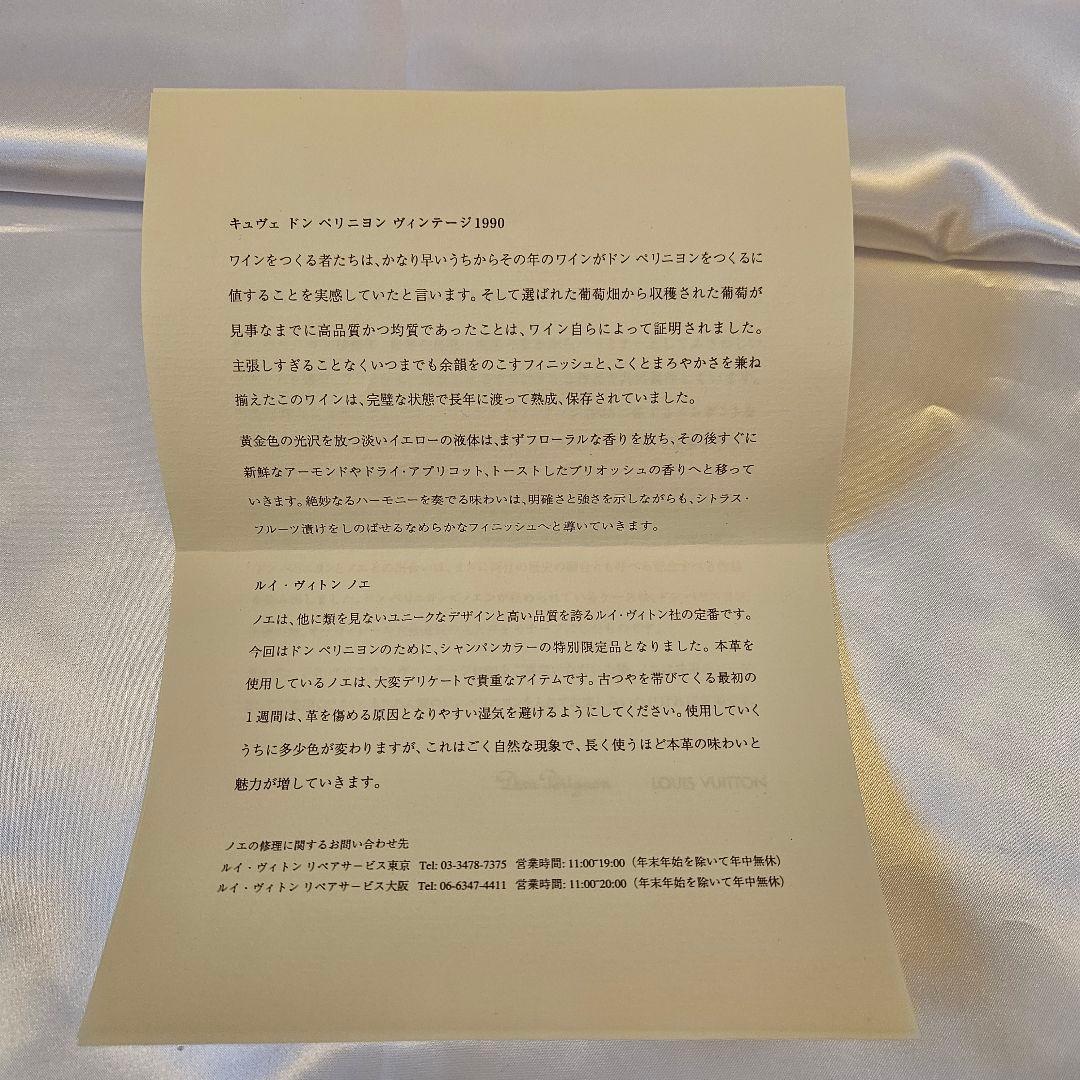 キュヴェ ドン ペリニヨン ヴィンテージ1990
ワインをつくる者たちは、かなり早いうちからその年のワインがドン ペリニヨンをつくるに
値することを実感していたと言います。そして選ばれた葡萄畑から収穫された葡萄が
見事なまでに高品質かつ均質であったことは、ワイン自らによって証明されました。
主張しすぎることなくいつまでも余韻をのこすフィニッシュと、こくとまろやかさを兼ね
揃えたこのワインは、完璧な状態で長年に渡って熟成、保存されていました。
黄金色の光沢を放つ淡いイエローの液体は、まずフローラルな香りを放ち、その後すぐに
新鮮なアーモンドやドライ・アプリコット、トーストしたブリオッシュの香りへと移って
いきます。絶妙なるハーモニーを奏でる味わいは、明確さと強さを示しながらも、シトラス・
フルーツ漬けをしのばせるなめらかなフィニッシュへと導いていきます。
ルイ・ヴィトン ノエ
ノエは、他に類を見ないユニークなデザインと高い品質を誇るルイ・ヴィトン社の定番です。
今回はドン ペリニヨンのために、シャンパンカラーの特別限定品となりました。本革を
使用しているノエは、大変デリケートで貴重なアイテムです。古つやを帯びてくる最初の
1週間は、革を傷める原因となりやすい湿気を避けるようにしてください。使用していく
うちに多少色が変わりますが、これはごく自然な現象で、長く使うほど本革の味わいと
魅力が増していきます。
ノエの修理に関するお問い合わせ先
ルイ・ヴィトン リペアサービス東京 Tel: 03-3478-7375 営業時間: 11:00~19:00（年末年始を除いて年中無休）
ルイ・ヴィトン リペアサービス大阪 Tel: 06-6347-4411 営業時間: 11:00~20:00（年末年始を除いて年中無休）
Dom Pérignon LOUIS VUITTON